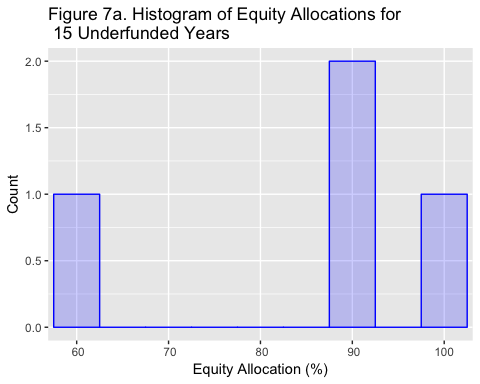 Figure 7a. Histogram of Equity Allocations for
15 Underfunded Years
2.0
1.5
1.0
0.5
0.0
Count
60 70 80 90 100
Equity Allocation (%)